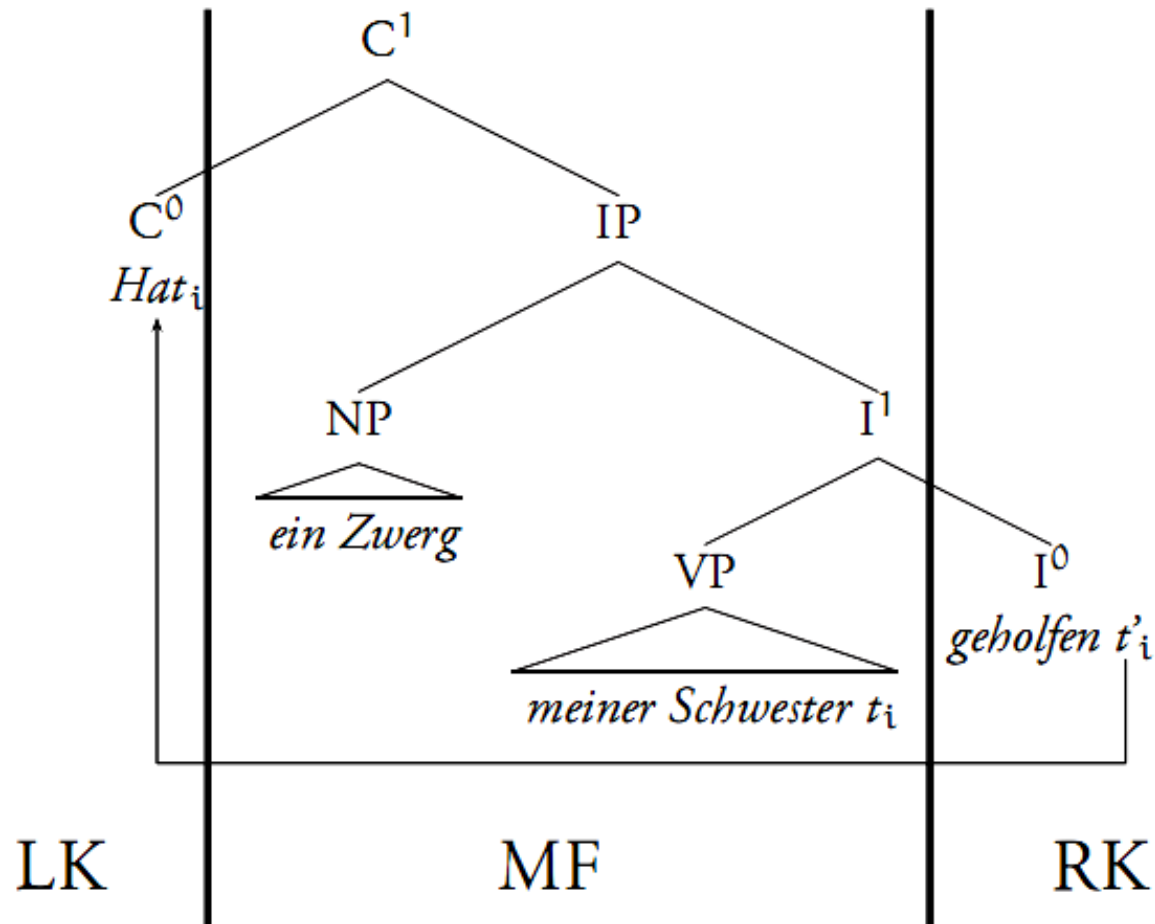 C¹
C⁰ IP
Hatᵢ
NP I¹
ein Zwerg
VP I⁰
geholfen t’ᵢ
meiner Schwester tᵢ
LK MF RK